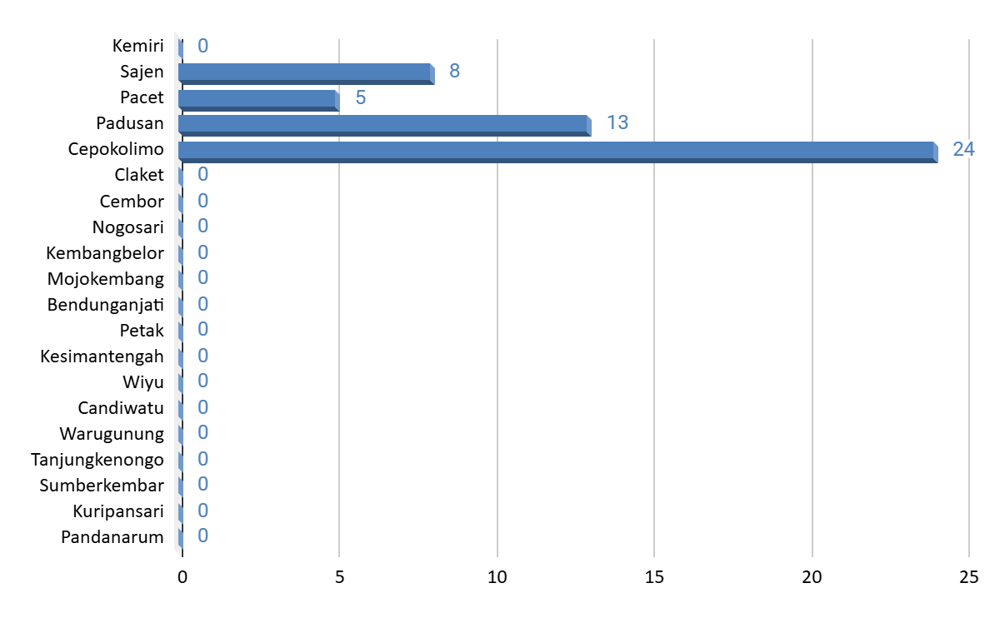 Kemiri 0
Sajen 8
Pacet 5
Padusan 13
Cepokolimo 24
Claket 0
Cembor 0
Nogosari 0
Kembangbelor 0
Mojokembang 0
Bendunganjati 0
Petak 0
Kesimantengah 0
Wiyu 0
Candiwatu 0
Warugunung 0
Tanjungkenongo 0
Sumberkembar 0
Kuripansari 0
Pandanarum 0
0 5 10 15 20 25